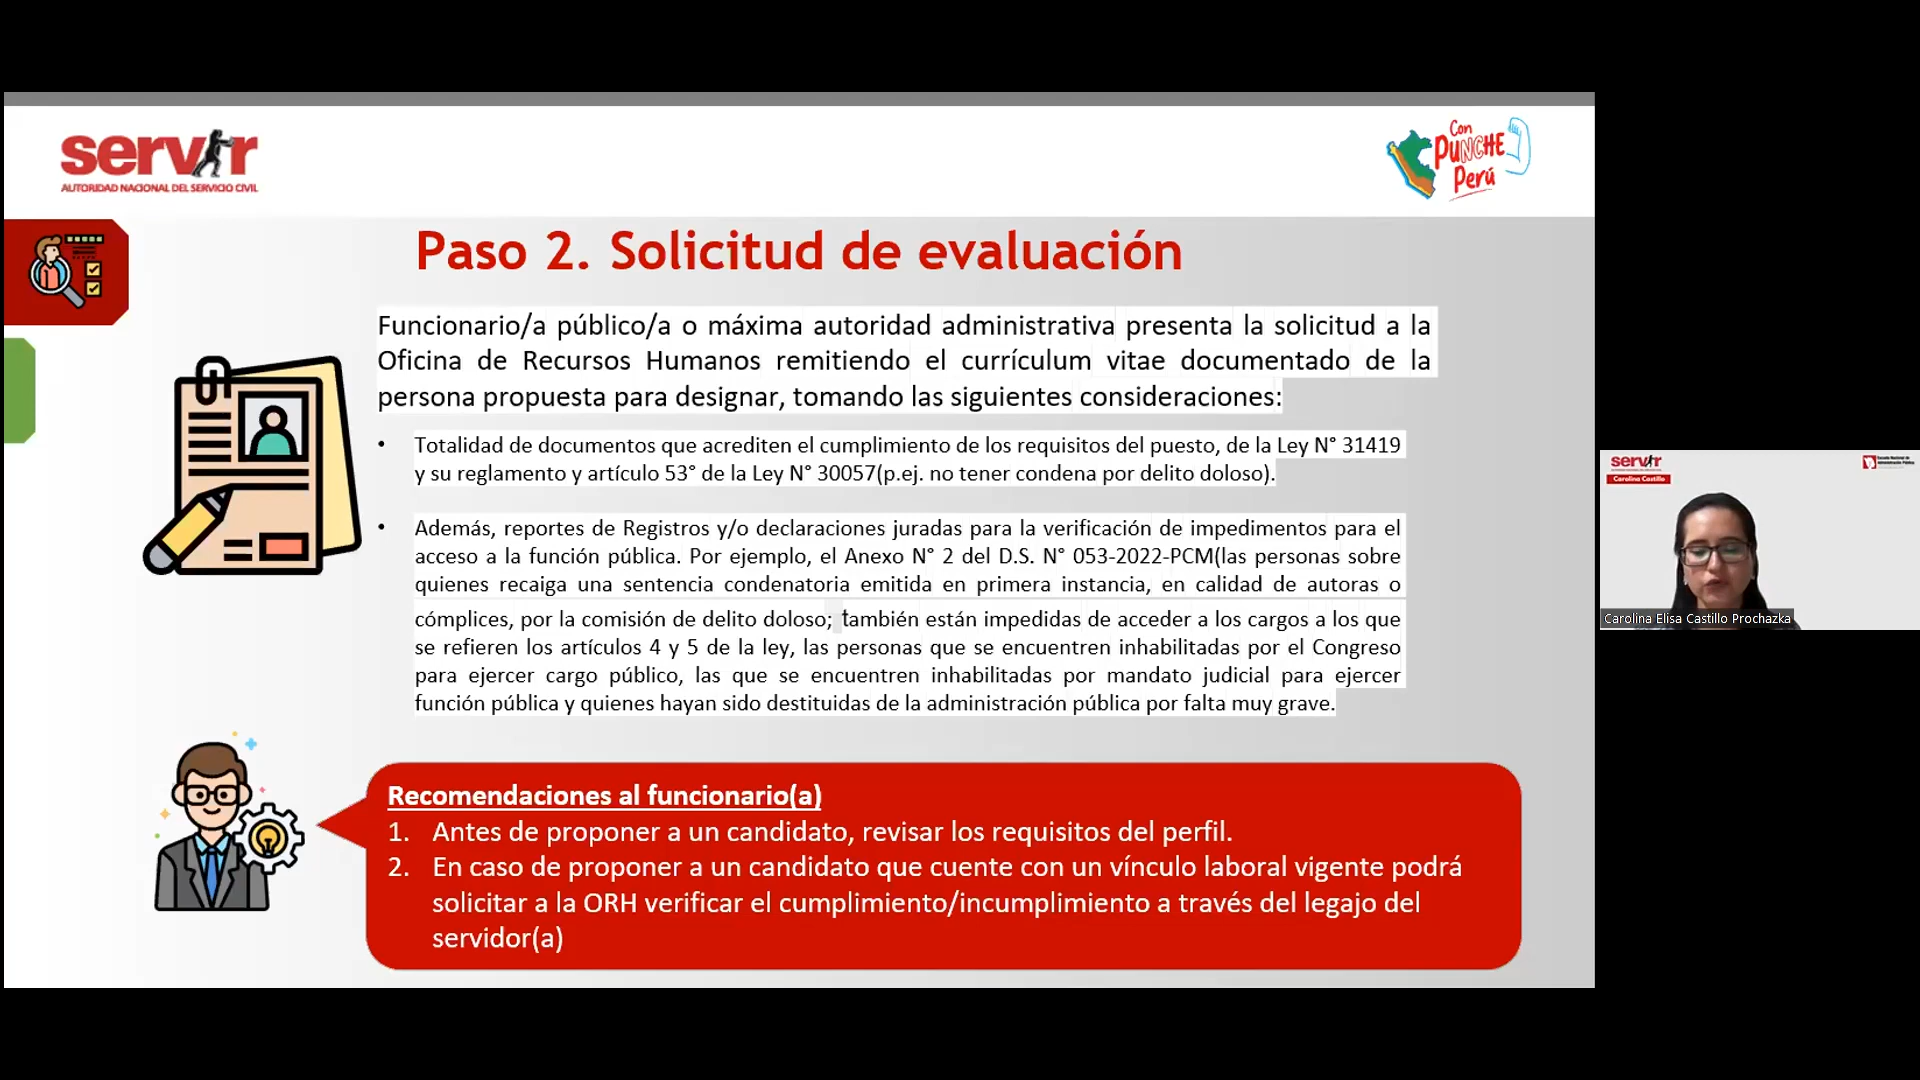 servir
AUTORIDAD NACIONAL DEL SERVICIO CIVIL
Con
PUNCHE
Perú
Paso 2. Solicitud de evaluación
Funcionario/a público/a o máxima autoridad administrativa presenta la solicitud a la
Oficina de Recursos Humanos remitiendo el currículum vitae documentado de la
persona propuesta para designar, tomando las siguientes consideraciones:
• Totalidad de documentos que acrediten el cumplimiento de los requisitos del puesto, de la Ley N° 31419
y su reglamento y artículo 53° de la Ley N° 30057(p.ej. no tener condena por delito doloso).
• Además, reportes de Registros y/o declaraciones juradas para la verificación de impedimentos para el
acceso a la función pública. Por ejemplo, el Anexo N° 2 del D.S. N° 053-2022-PCM(las personas sobre
quienes recaiga una sentencia condenatoria emitida en primera instancia, en calidad de autoras o
cómplices, por la comisión de delito doloso; también están impedidas de acceder a los cargos a los que
se refieren los artículos 4 y 5 de la ley, las personas que se encuentren inhabilitadas por el Congreso
para ejercer cargo público, las que se encuentren inhabilitadas por mandato judicial para ejercer
función pública y quienes hayan sido destituidas de la administración pública por falta muy grave.
Recomendaciones al funcionario(a)
1. Antes de proponer a un candidato, revisar los requisitos del perfil.
2. En caso de proponer a un candidato que cuente con un vínculo laboral vigente podrá
solicitar a la ORH verificar el cumplimiento/incumplimiento a través del legajo del
servidor(a)
servir
Carolina Castillo
Escuela Nacional de
Administración Pública
Carolina Elisa Castillo Prochazka